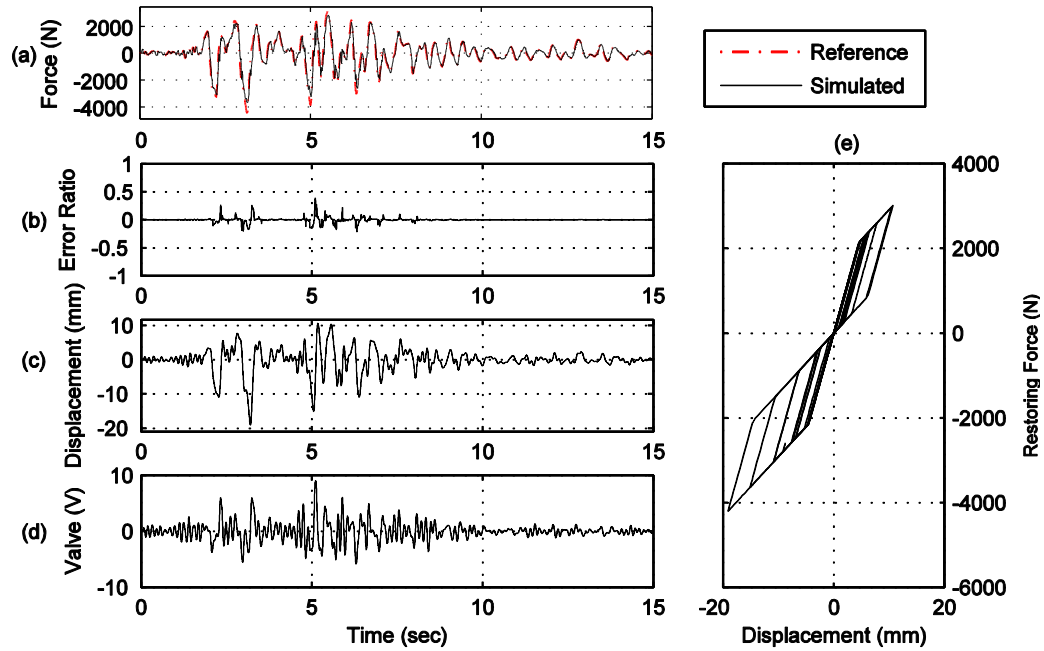 (a)
Force (N)
2000
0
-2000
-4000
0
5
10
15
Reference
Simulated
(b)
Error Ratio
1
0.5
0
-0.5
-1
0
5
10
15
(c)
Displacement (mm)
10
0
-10
-20
0
5
10
15
(d)
Valve (V)
10
0
-10
0
5
10
15
Time (sec)
(e)
4000
2000
0
-2000
-4000
-6000
Restoring Force (N)
-20
0
20
Displacement (mm)